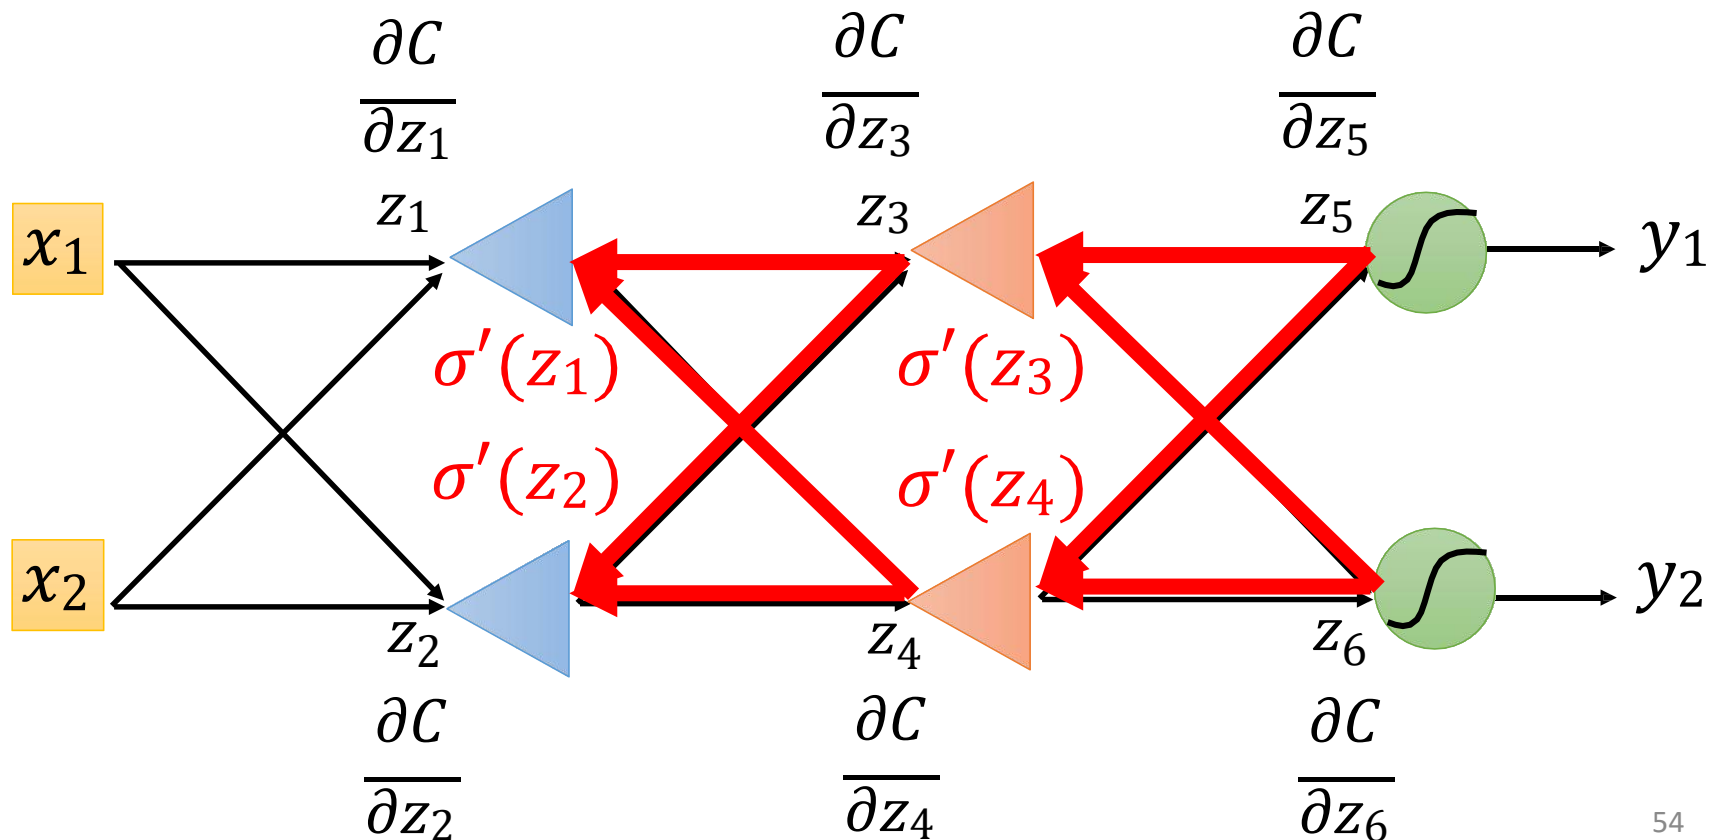 ∂C/∂z₁ ∂C/∂z₃ ∂C/∂z₅
x₁ z₁ z₃ z₅ y₁
σ′(z₁) σ′(z₃)
σ′(z₂) σ′(z₄)
x₂ z₂ z₄ z₆ y₂
∂C/∂z₂ ∂C/∂z₄ ∂C/∂z₆
54